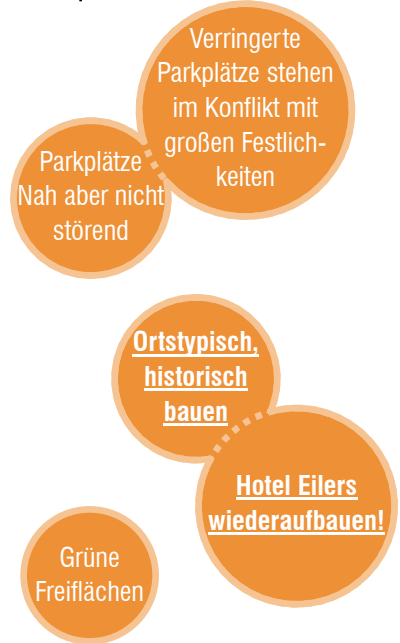 Verringerte
Parkplätze stehen
im Konflikt mit
großen Festlich-
keiten
Parkplätze
Nah aber nicht
störend
Ortstypisch,
historisch
bauen
Hotel Eilers
wiederaufbauen!
Grüne
Freiflächen